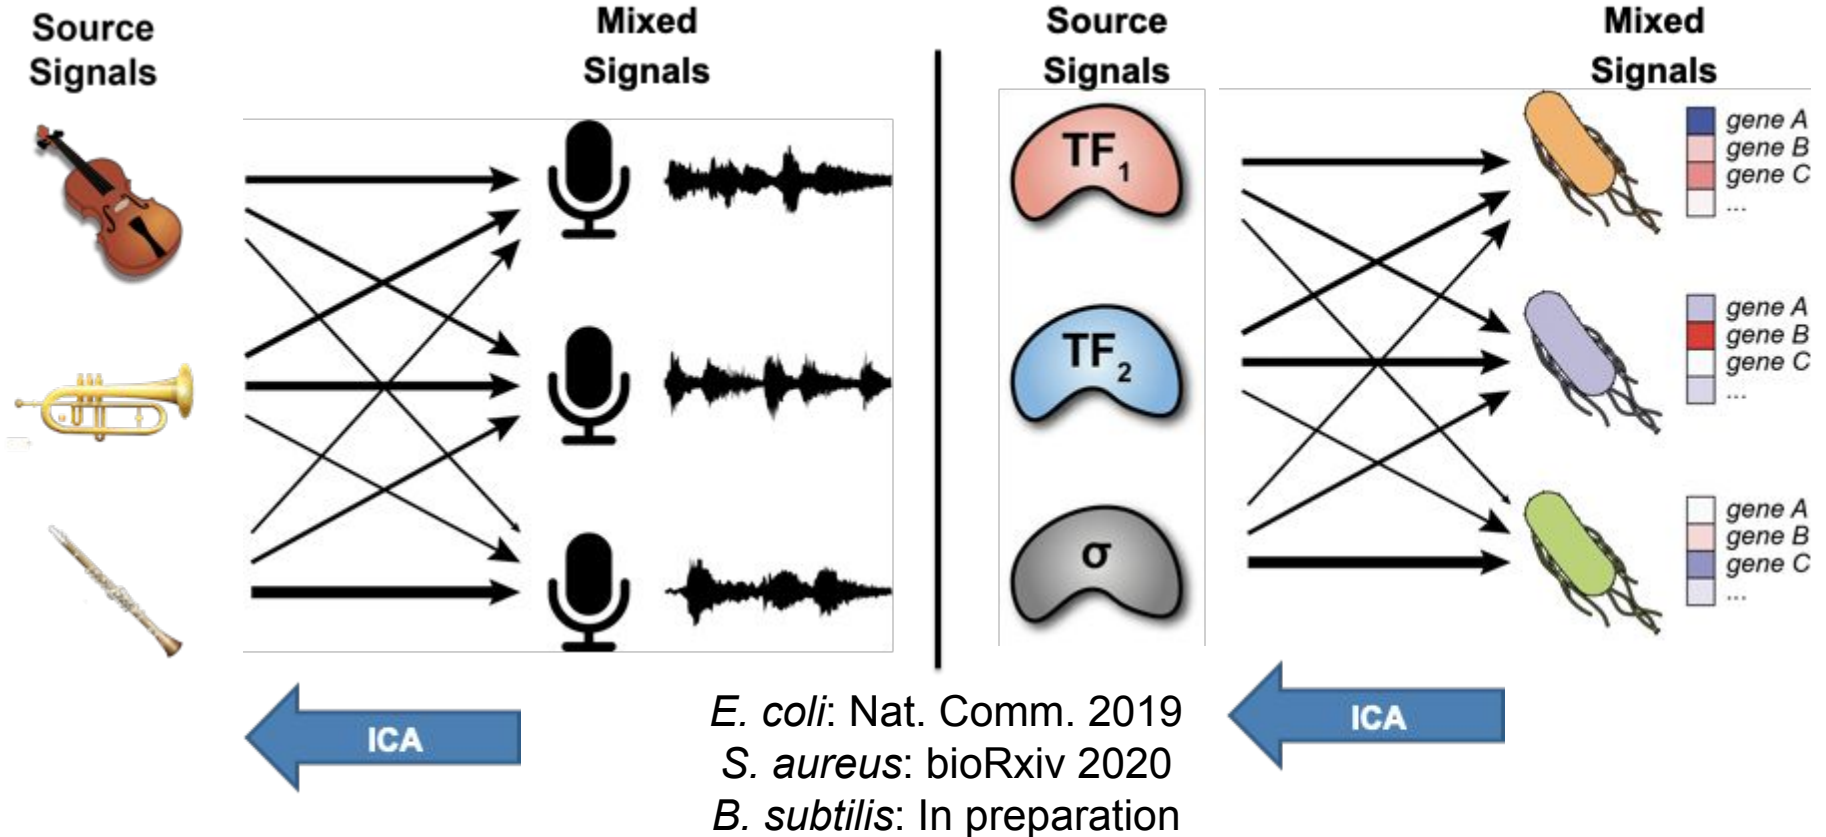 Source
Signals
Mixed
Signals
Source
Signals
Mixed
Signals
TF1
TF2
σ
gene A
gene B
gene C
...
gene A
gene B
gene C
...
gene A
gene B
gene C
...
ICA
E. coli: Nat. Comm. 2019
S. aureus: bioRxiv 2020
B. subtilis: In preparation
ICA